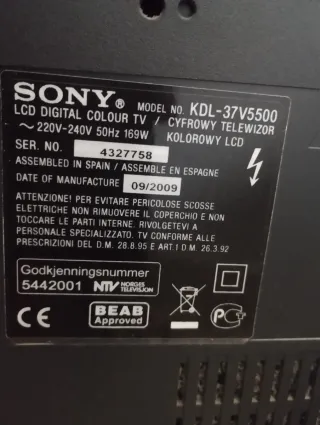 SONY® MODEL NO. KDL-37V5500
LCD DIGITAL COLOUR TV / CYFROWY TELEWIZOR
~ 220V-240V 50Hz 169W KOLOROWY LCD
SER. NO. 4327758
ASSEMBLED IN SPAIN / ASSEMBLE EN ESPAGNE
DATE OF MANUFACTURE 09/2009
ATTENZIONE! PER EVITARE PERICOLOSE SCOSSE
ELETTRICHE NON RIMUOVERE IL COPERCHIO E NON
TOCCARE LE PARTI INTERNE. RIVOLGETEVI A
PERSONALE SPECIALIZZATO. TV CONFORME ALLE
PRESCRIZIONI DEL D.M. 28.8.95 E ART.1 D.M. 26.3.92
Godkjenningsnummer
5442001 NTV NORGES
TELEVISJON
CE BEAB
Approved